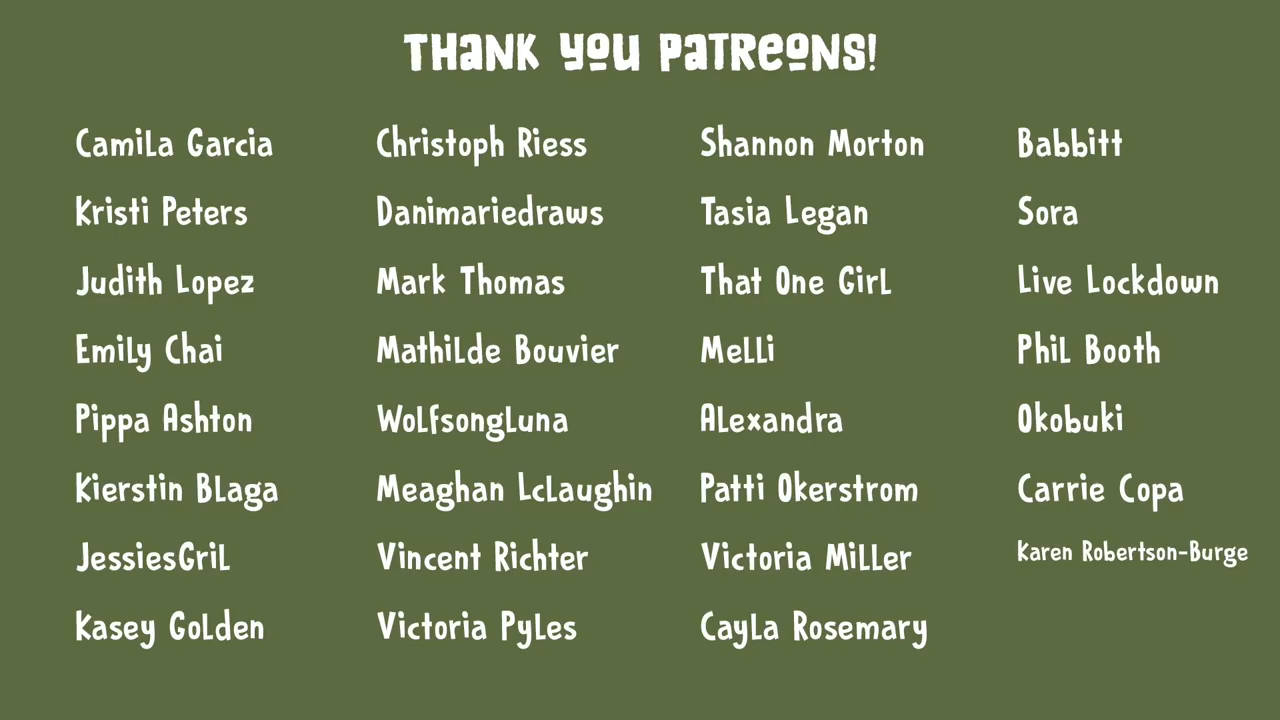 Thank you Patreons!
Camila Garcia
Kristi Peters
Judith Lopez
Emily Chai
Pippa Ashton
Kierstin Blaga
JessiesGril
Kasey Golden
Christoph Riess
Danimariedraws
Mark Thomas
Mathilde Bouvier
Wolfsongluna
Meaghan Lclaughin
Vincent Richter
Victoria Pyles
Shannon Morton
Tasia Legan
That One Girl
Melli
Alexandra
Patti Okerstrom
Victoria Miller
Cayla Rosemary
Babbitt
Sora
Live Lockdown
Phil Booth
Okobuki
Carrie Copa
Karen Robertson-Burge